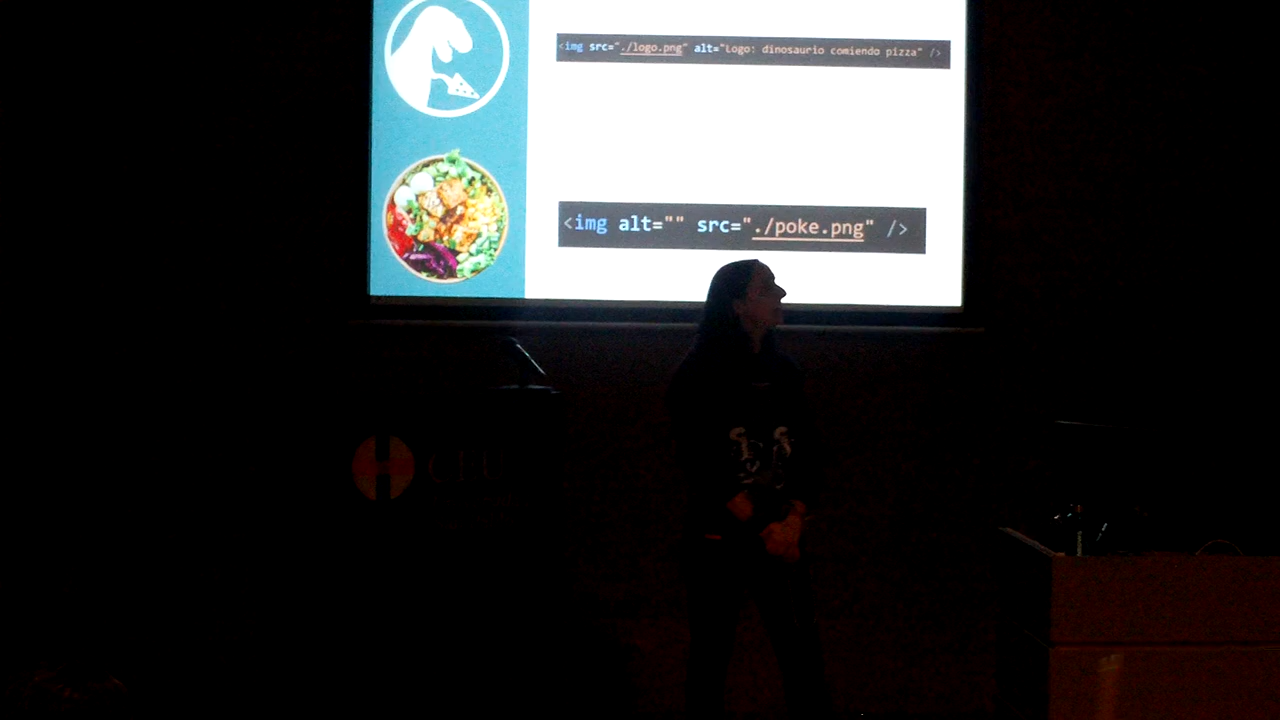 <img src="./logo.png" alt="Logo: dinosaurio comiendo pizza" />
<img alt="" src="./poke.png" />